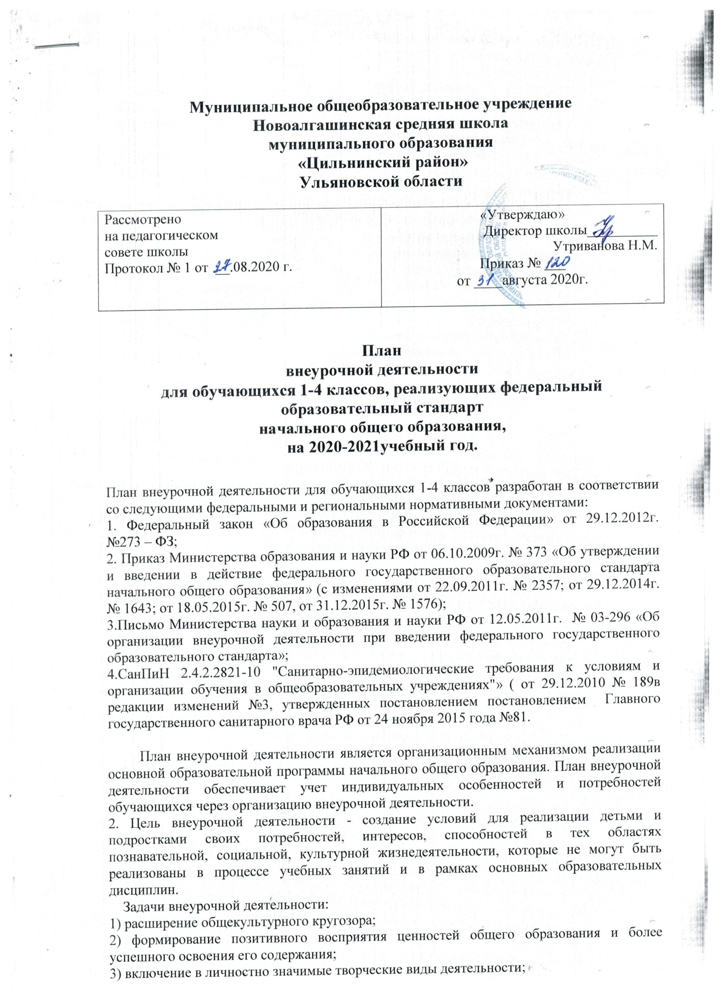 Муниципальное общеобразовательное учреждение
Новоалгашинская средняя школа
муниципального образования
«Цильнинский район»
Ульяновской области
Рассмотрено
на педагогическом
совете школы
Протокол № 1 от 27.08.2020 г.
«Утверждаю»
Директор школы
Утриванова Н.М.
Приказ № 120
от 31 августа 2020г.
План
внеурочной деятельности
для обучающихся 1-4 классов, реализующих федеральный
образовательный стандарт
начального общего образования,
на 2020-2021учебный год.
План внеурочной деятельности для обучающихся 1-4 классов разработан в соответствии
со следующими федеральными и региональными нормативными документами:
1. Федеральный закон «Об образования в Российской Федерации» от 29.12.2012г.
№273 – ФЗ;
2. Приказ Министерства образования и науки РФ от 06.10.2009г. № 373 «Об утверждении
и введении в действие федерального государственного образовательного стандарта
начального общего образования» (с изменениями от 22.09.2011г. № 2357; от 29.12.2014г.
№ 1643; от 18.05.2015г. № 507, от 31.12.2015г. № 1576);
3.Письмо Министерства науки и образования и науки РФ от 12.05.2011г. № 03-296 «Об
организации внеурочной деятельности при введении федерального государственного
образовательного стандарта»;
4.СанПиН 2.4.2.2821-10 "Санитарно-эпидемиологические требования к условиям и
организации обучения в общеобразовательных учреждениях"» ( от 29.12.2010 № 189в
редакции изменений №3, утвержденных постановлением постановлением Главного
государственного санитарного врача РФ от 24 ноября 2015 года №81.
План внеурочной деятельности является организационным механизмом реализации
основной образовательной программы начального общего образования. План внеурочной
деятельности обеспечивает учет индивидуальных особенностей и потребностей
обучающихся через организацию внеурочной деятельности.
2. Цель внеурочной деятельности - создание условий для реализации детьми и
подростками своих потребностей, интересов, способностей в тех областях
познавательной, социальной, культурной жизнедеятельности, которые не могут быть
реализованы в процессе учебных занятий и в рамках основных образовательных
дисциплин.
Задачи внеурочной деятельности:
1) расширение общекультурного кругозора;
2) формирование позитивного восприятия ценностей общего образования и более
успешного освоения его содержания;
3) включение в личностно значимые творческие виды деятельности;